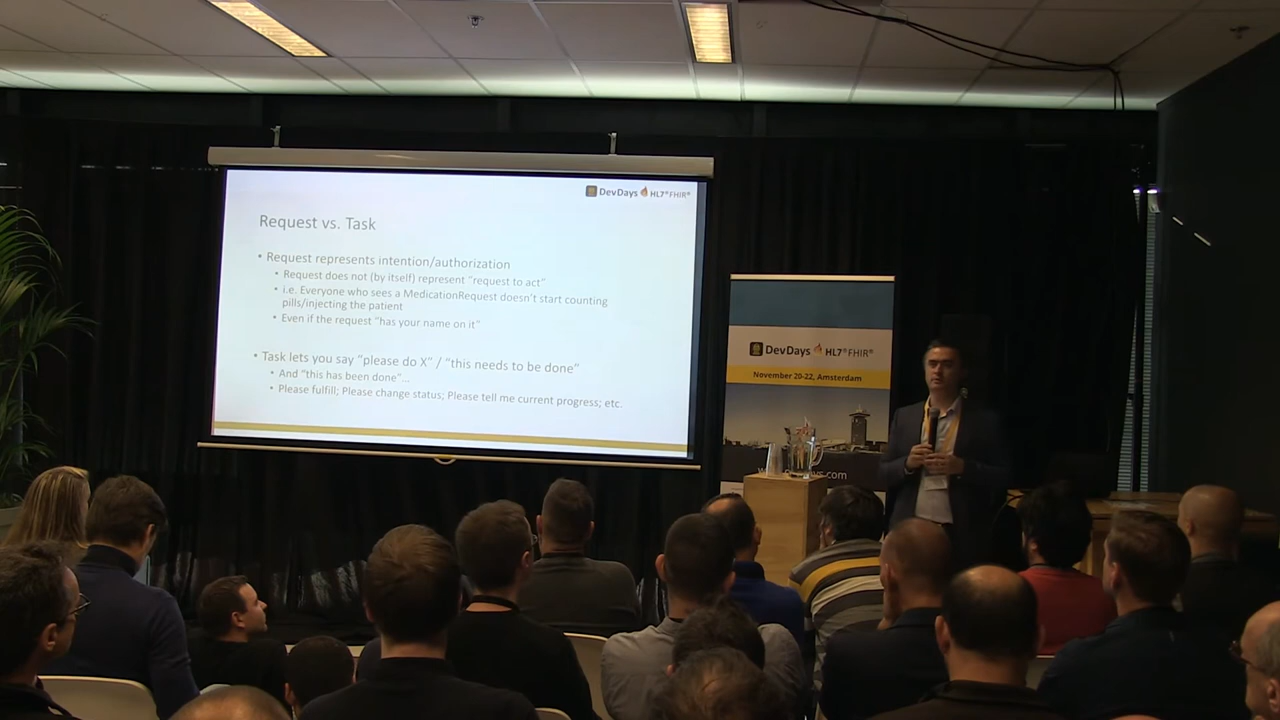 DevDays HL7® FHIR®
Request vs. Task
• Request represents intention/authorization
• Request does not (by itself) represent "request to act"
• i.e. Everyone who sees a MedicationRequest doesn't start counting
pills/injecting the patient
• Even if the request "has your name on it"
• Task lets you say "please do X" / "this needs to be done"
• And "this has been done"...
• Please fulfill; Please change status; Please tell me current progress; etc.
DevDays HL7® FHIR®
November 20-22, Amsterdam